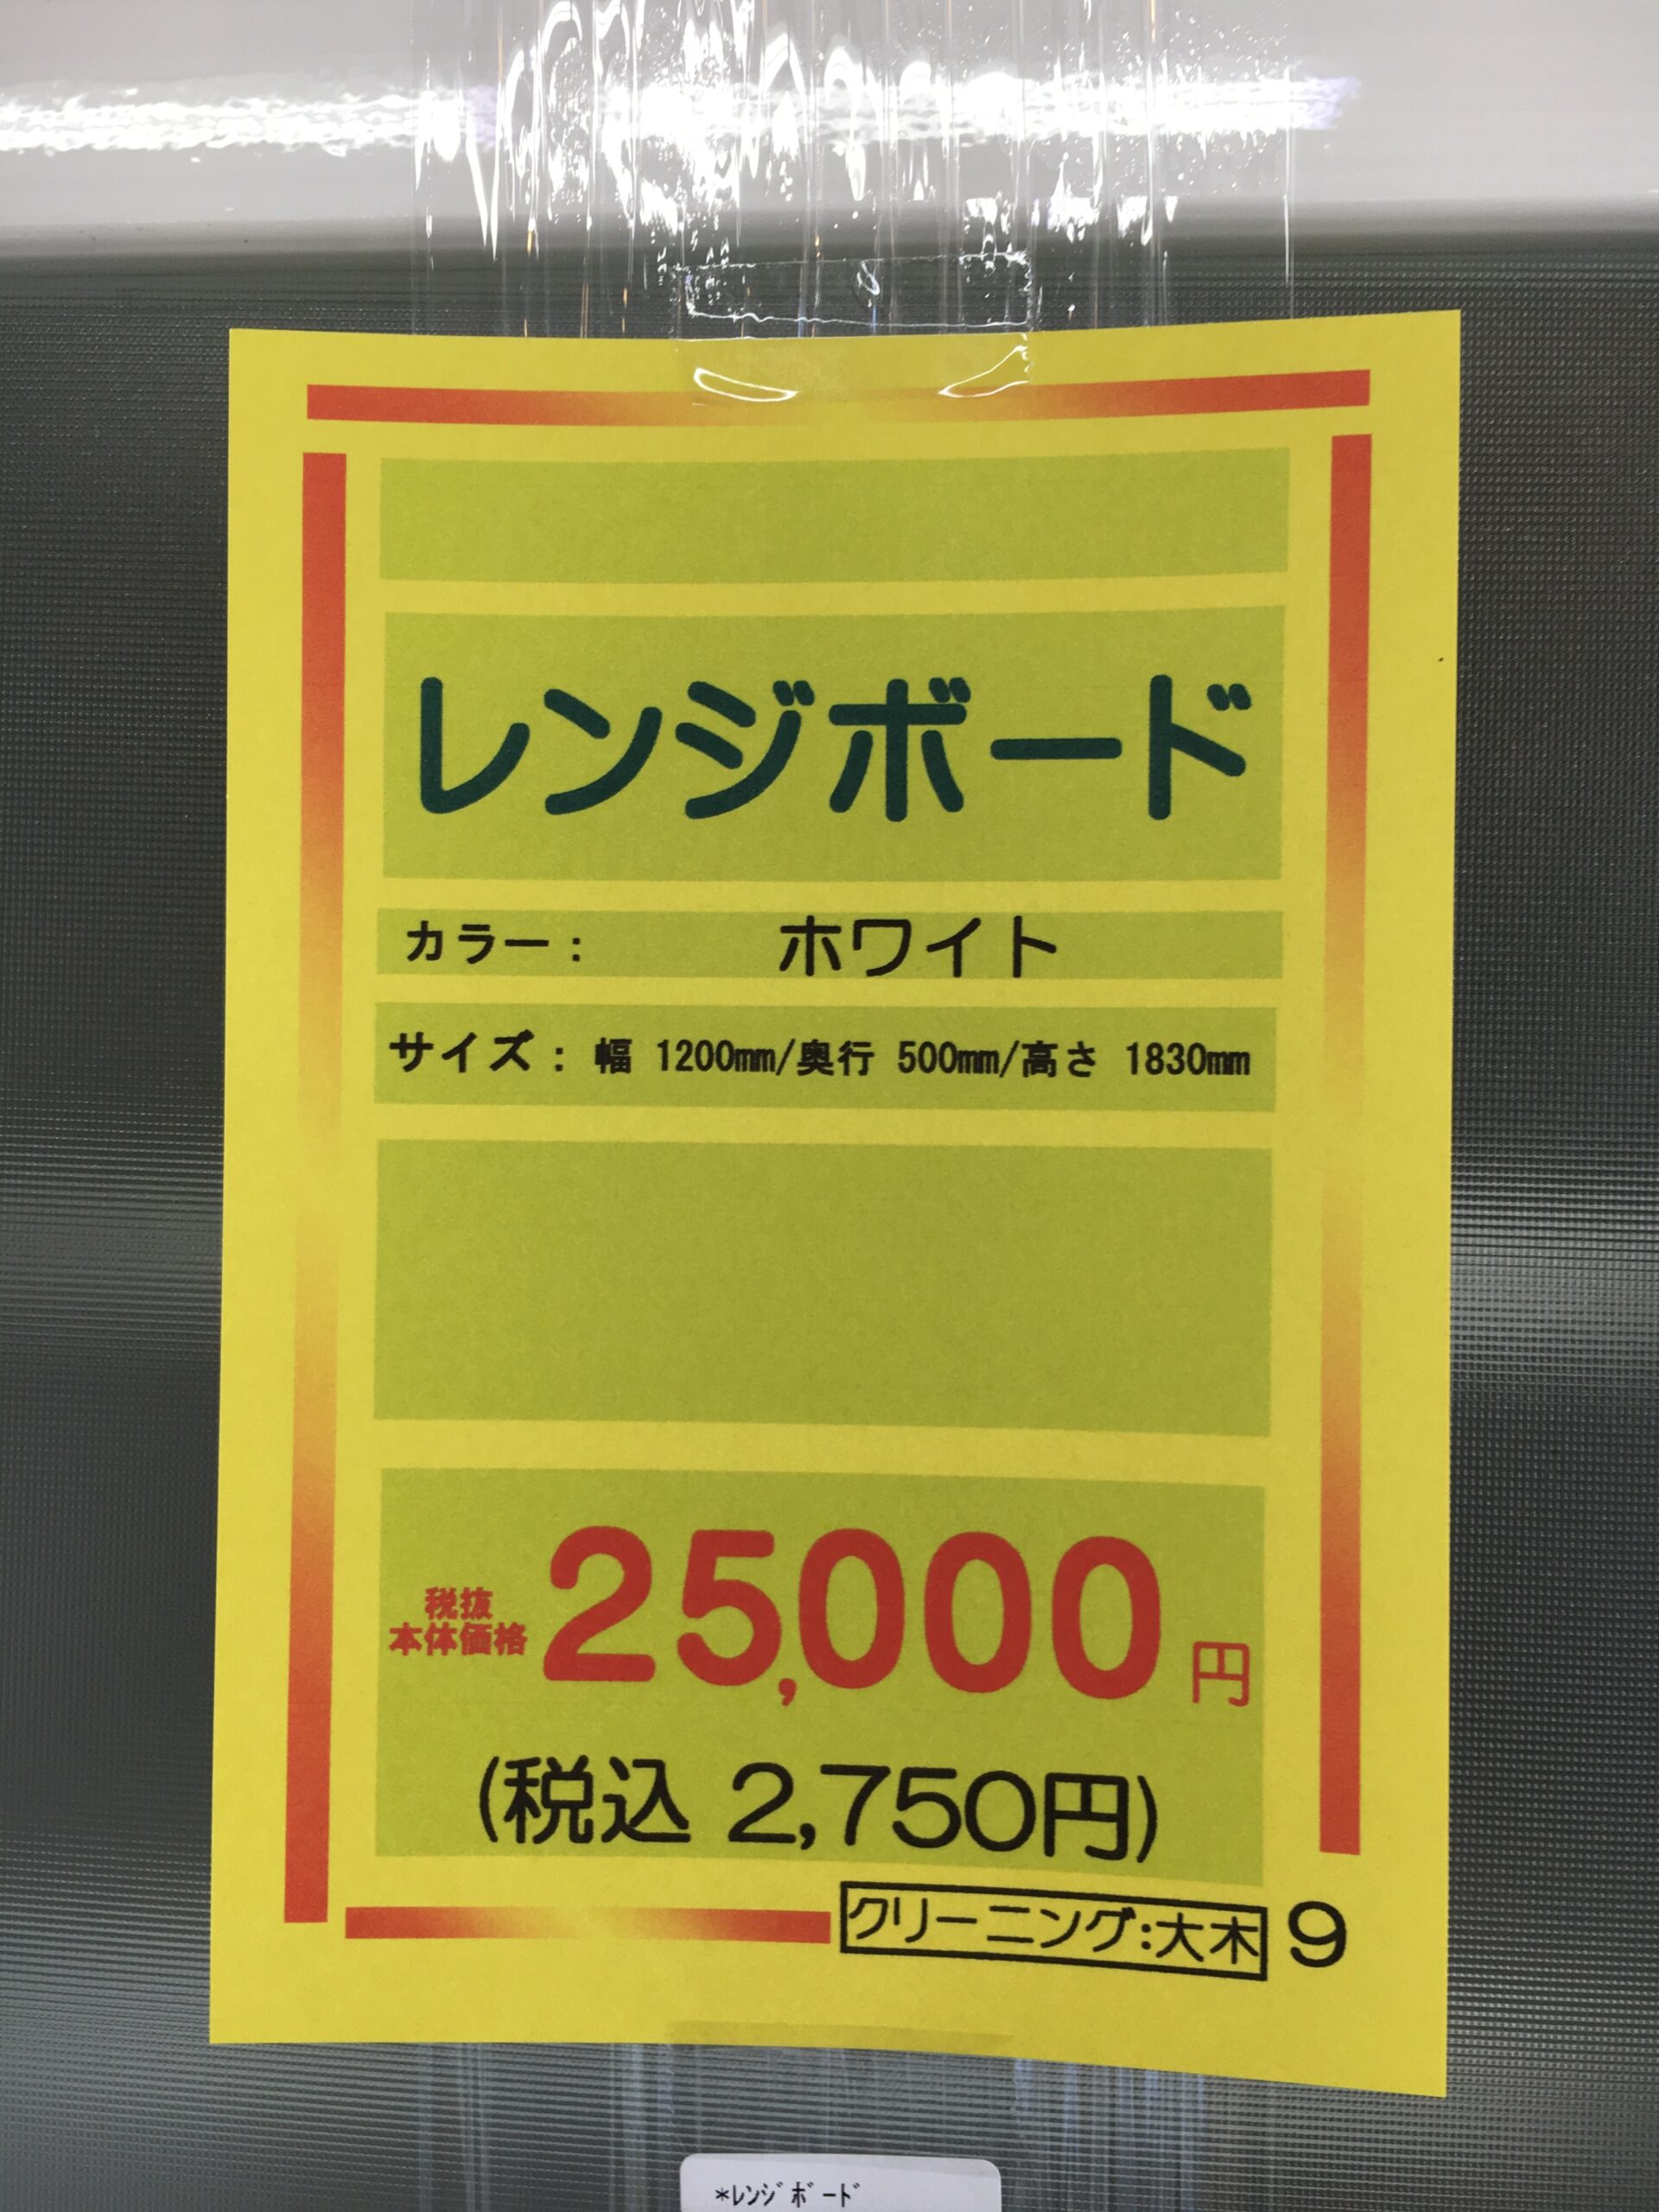 レンジボード
カラー： ホワイト
サイズ：幅 1200mm/奥行 500mm/高さ 1830mm
税抜
本体価格 25,000円
(税込 2,750円)
クリーニング:大木 9
*ﾚﾝｼﾞﾎﾞｰﾄﾞ